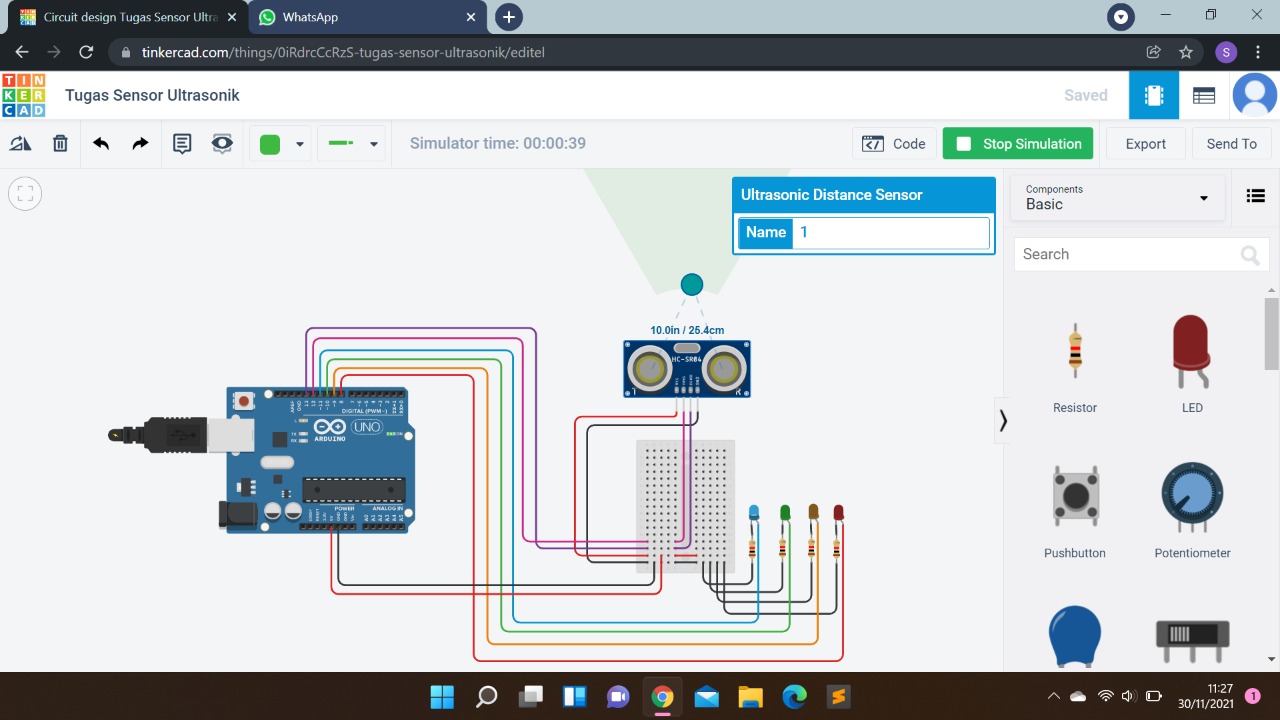 Circuit design Tugas Sensor Ultra
WhatsApp
tinkercad.com/things/0iRdrcCcRzS-tugas-sensor-ultrasonik/editel
S
TIN
KER
CAD
Tugas Sensor Ultrasonik
Saved
Simulator time: 00:00:39
Code
Stop Simulation
Export
Send To
Ultrasonic Distance Sensor
Name 1
Components
Basic
Search
10.0in / 25.4cm
HC-SR04
T
R
DIGITAL (PWM~)
UNO
ARDUINO
POWER
ANALOG IN
Resistor
LED
Pushbutton
Potentiometer
11:27
30/11/2021
1